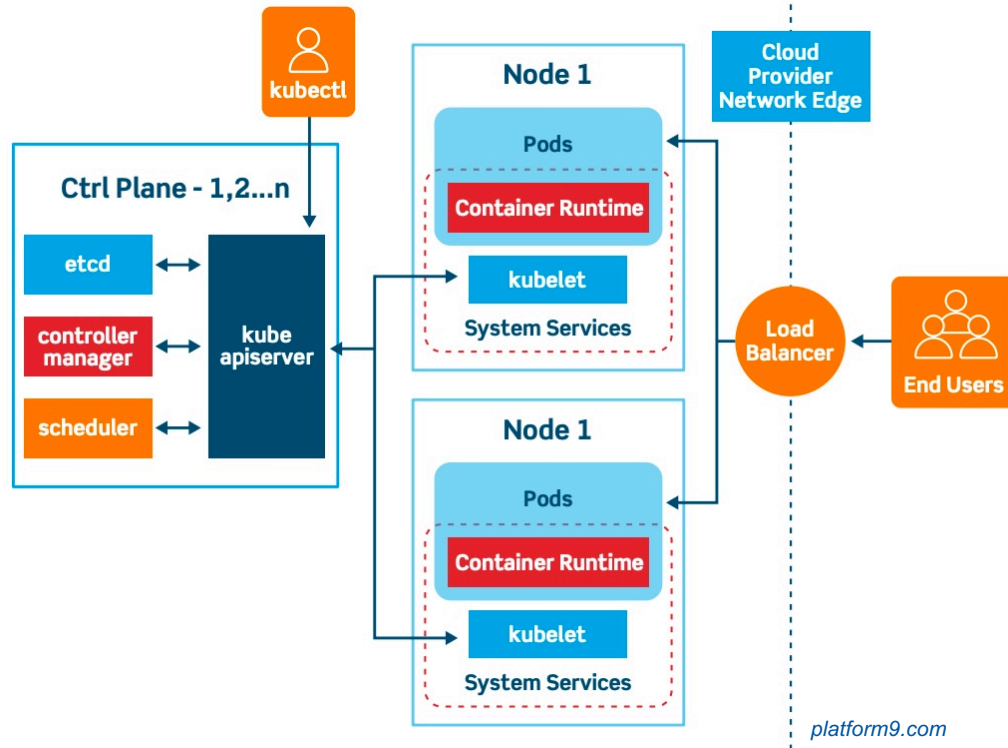 kubectl
Ctrl Plane - 1,2...n
etcd
controller
manager
scheduler
kube
apiserver
Node 1
Pods
Container Runtime
kubelet
System Services
Node 1
Pods
Container Runtime
kubelet
System Services
Cloud
Provider
Network Edge
Load
Balancer
End Users
platform9.com